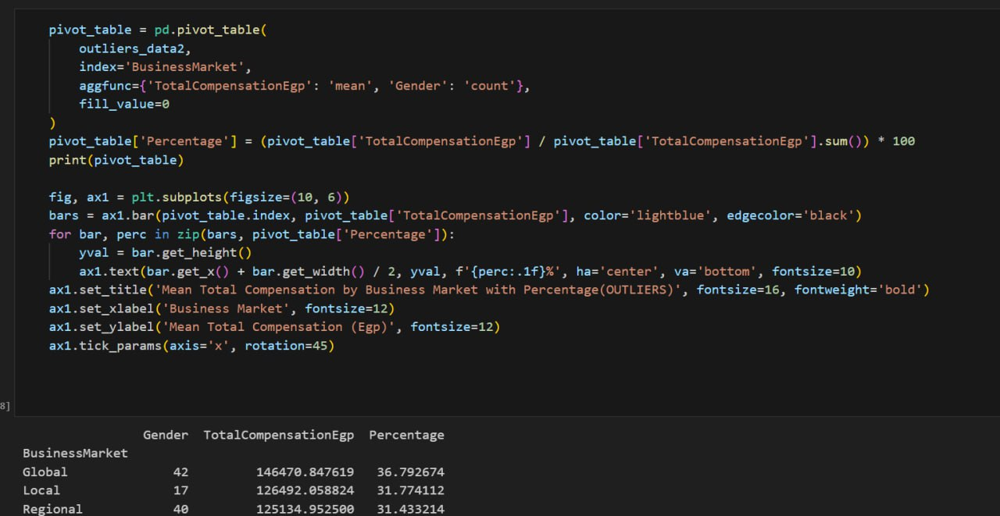 pivot_table = pd.pivot_table(
    outliers_data2,
    index='BusinessMarket',
    aggfunc={'TotalCompensationEgp': 'mean', 'Gender': 'count'},
    fill_value=0
)
pivot_table['Percentage'] = (pivot_table['TotalCompensationEgp'] / pivot_table['TotalCompensationEgp'].sum()) * 100
print(pivot_table)

fig, ax1 = plt.subplots(figsize=(10, 6))
bars = ax1.bar(pivot_table.index, pivot_table['TotalCompensationEgp'], color='lightblue', edgecolor='black')
for bar, perc in zip(bars, pivot_table['Percentage']):
    yval = bar.get_height()
    ax1.text(bar.get_x() + bar.get_width() / 2, yval, f'{perc:.1f}%', ha='center', va='bottom', fontsize=10)
ax1.set_title('Mean Total Compensation by Business Market with Percentage(OUTLIERS)', fontsize=16, fontweight='bold')
ax1.set_xlabel('Business Market', fontsize=12)
ax1.set_ylabel('Mean Total Compensation (Egp)', fontsize=12)
ax1.tick_params(axis='x', rotation=45)
8]
Gender TotalCompensationEgp Percentage
BusinessMarket
Global 42 146470.847619 36.792674
Local 17 126492.058824 31.774112
Regional 40 125134.952500 31.433214